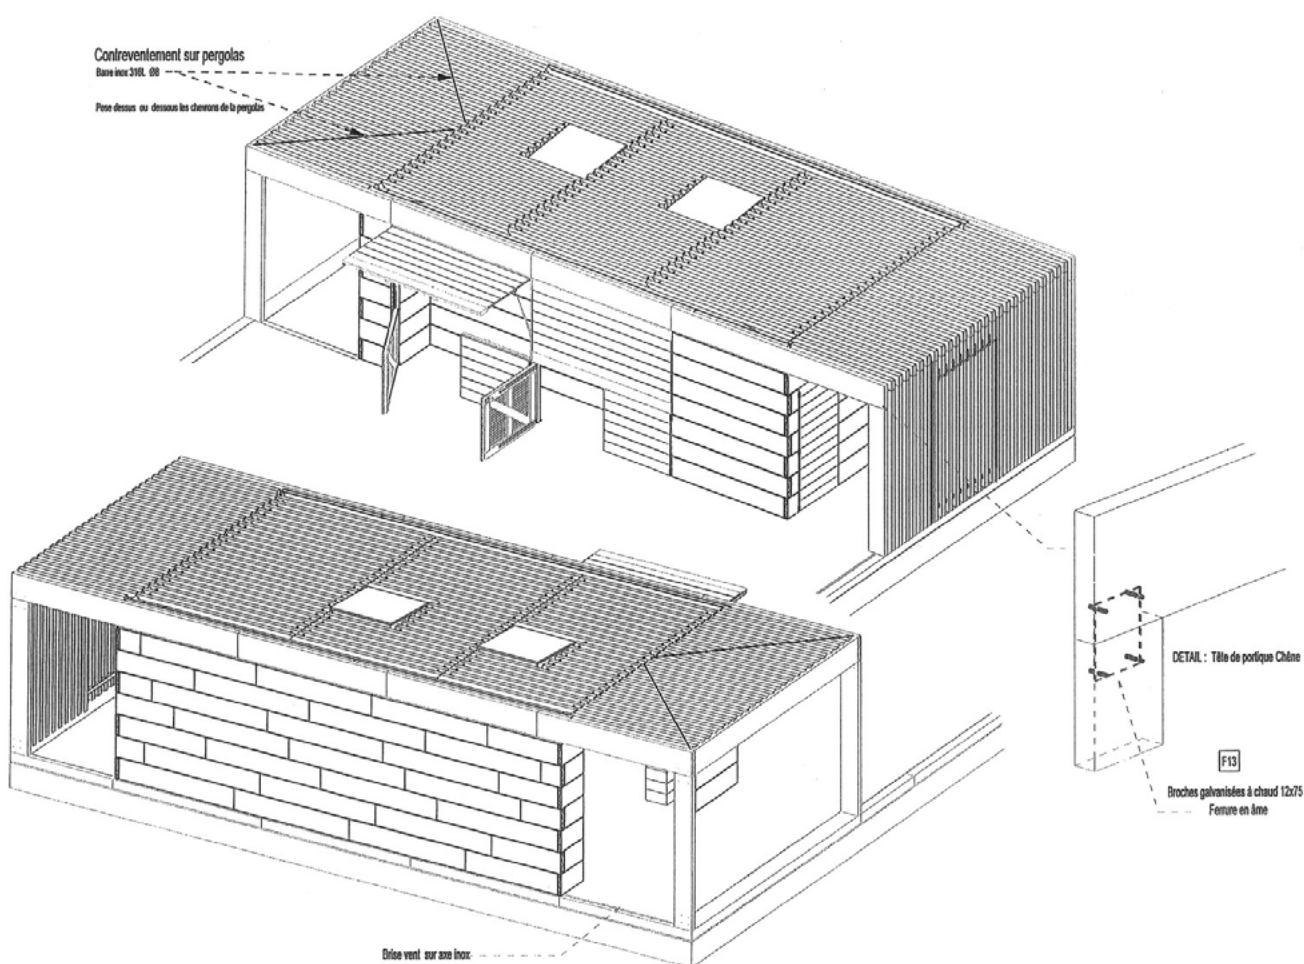 Contreventement sur pergolas
Barre inox 316L Ø8
Pose dessus ou dessous les chevrons de la pergolas
DETAIL : Tête de portique Chêne
F13
Broches galvanisées à chaud 12x75
Ferrure en âme
Brise vent sur axe inox